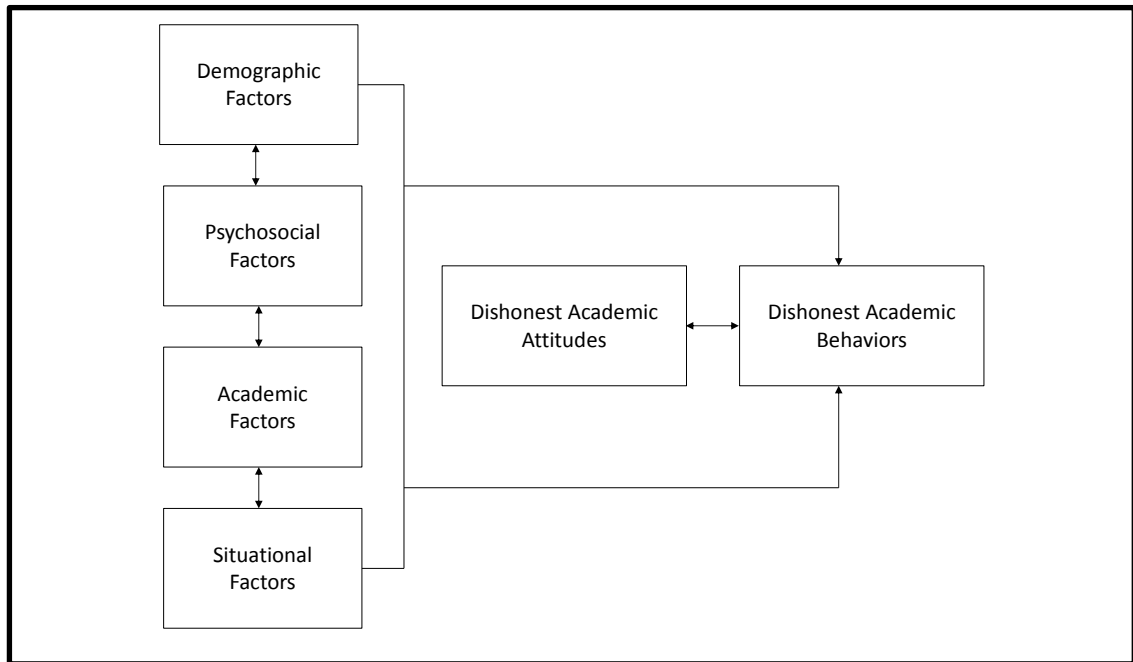 Demographic
Factors
Psychosocial
Factors
Academic
Factors
Situational
Factors
Dishonest Academic
Attitudes
Dishonest Academic
Behaviors